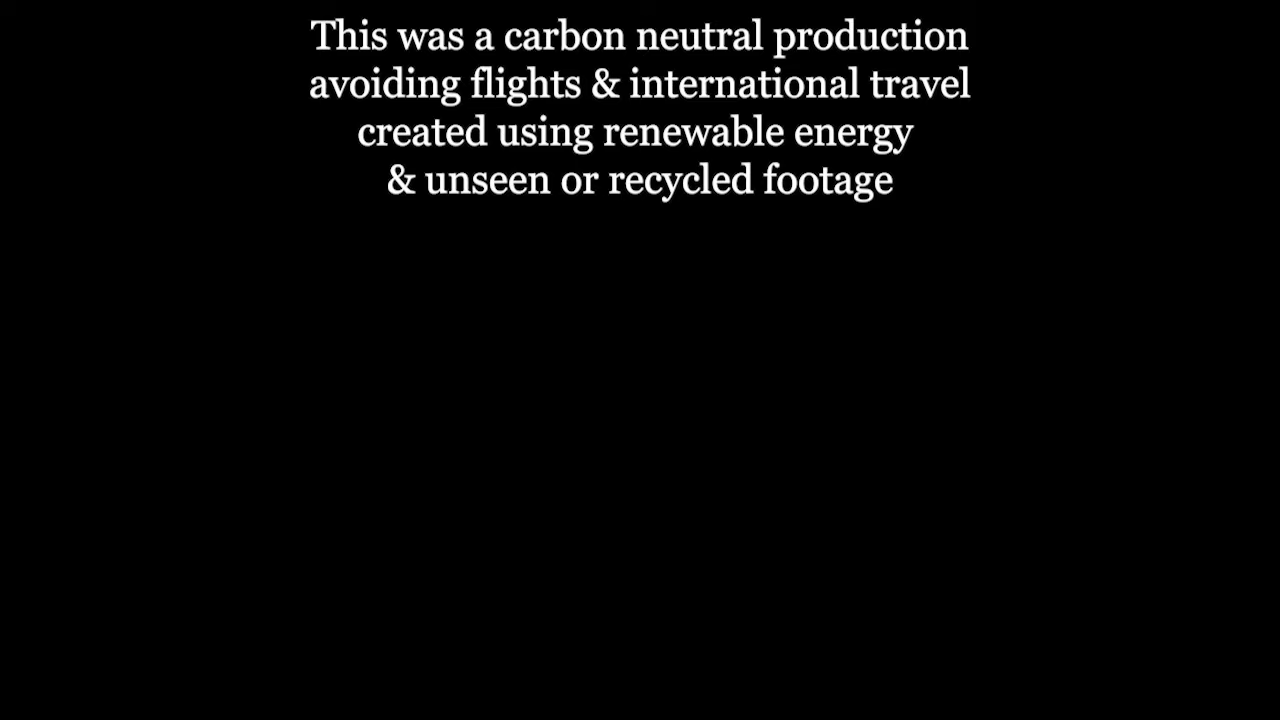 This was a carbon neutral production
avoiding flights & international travel
created using renewable energy
& unseen or recycled footage